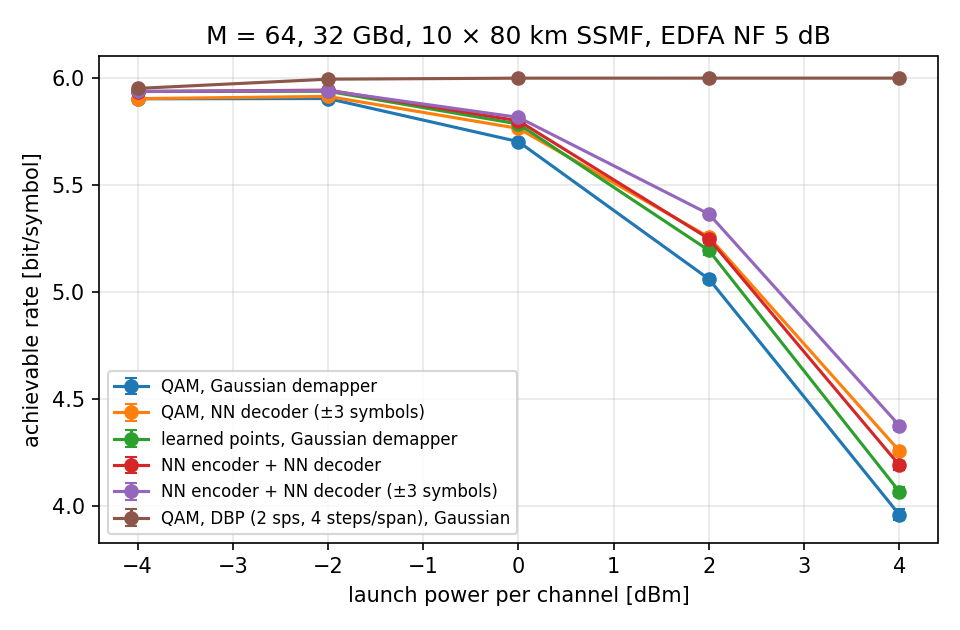 M = 64, 32 GBd, 10 × 80 km SSMF, EDFA NF 5 dB
achievable rate [bit/symbol]
6.0
5.5
5.0
4.5
4.0
QAM, Gaussian demapper
QAM, NN decoder (±3 symbols)
learned points, Gaussian demapper
NN encoder + NN decoder
NN encoder + NN decoder (±3 symbols)
QAM, DBP (2 sps, 4 steps/span), Gaussian
−4 −3 −2 −1 0 1 2 3 4
launch power per channel [dBm]